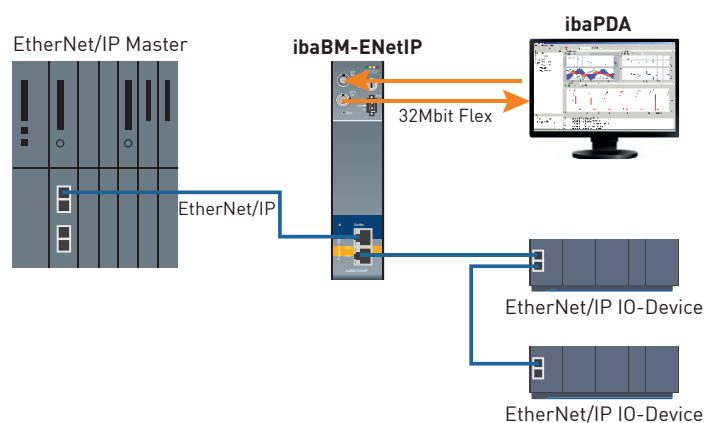 EtherNet/IP Master
ibaBM-ENetIP
ibaPDA
32Mbit Flex
EtherNet/IP
EtherNet/IP IO-Device
EtherNet/IP IO-Device